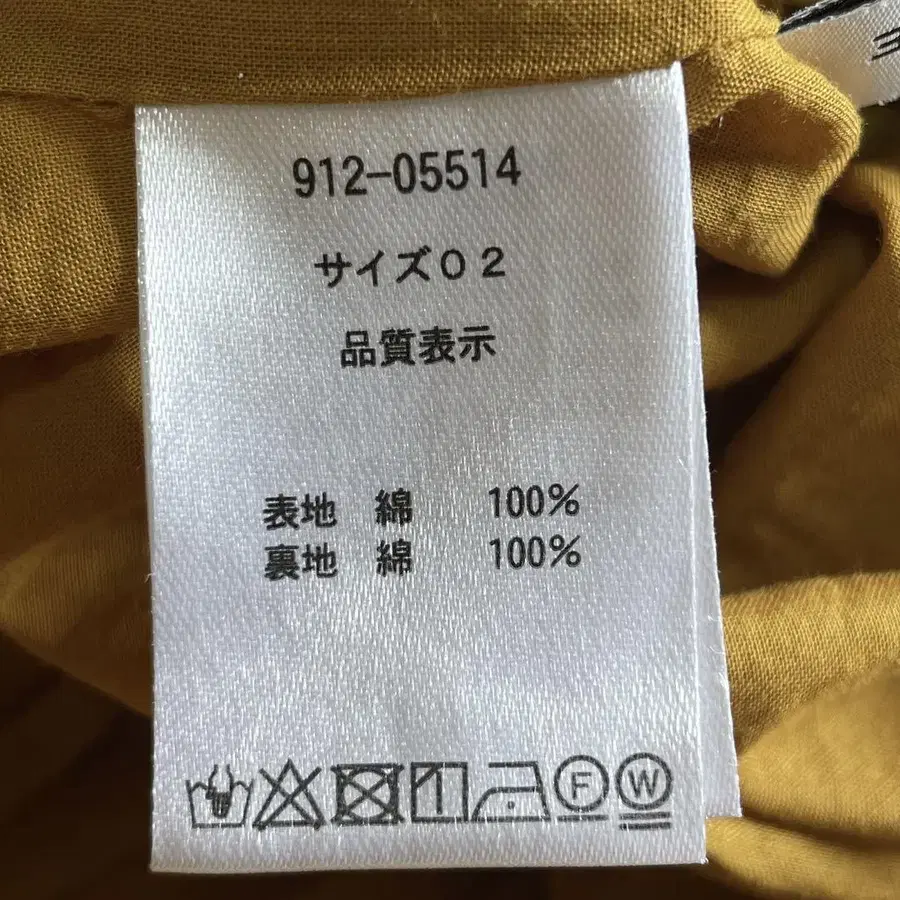 912-05514
サイズ０２
品質表示
表地 綿 100%
裏地 綿 100%
F W